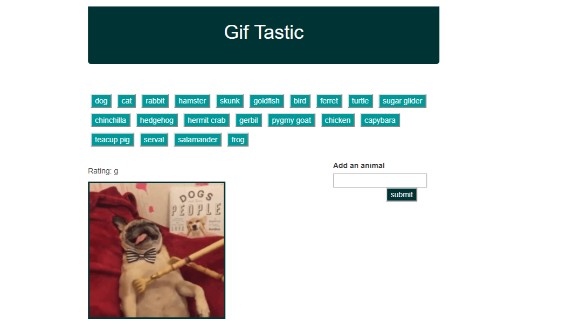 Gif Tastic
dog cat rabbit hamster skunk goldfish bird ferret turtle sugar glider
chinchilla hedgehog hermit crab gerbil pygmy goat chicken capybara
teacup pig serval salamander frog
Add an animal
Rating: g
submit
DOGS
PEOPLE